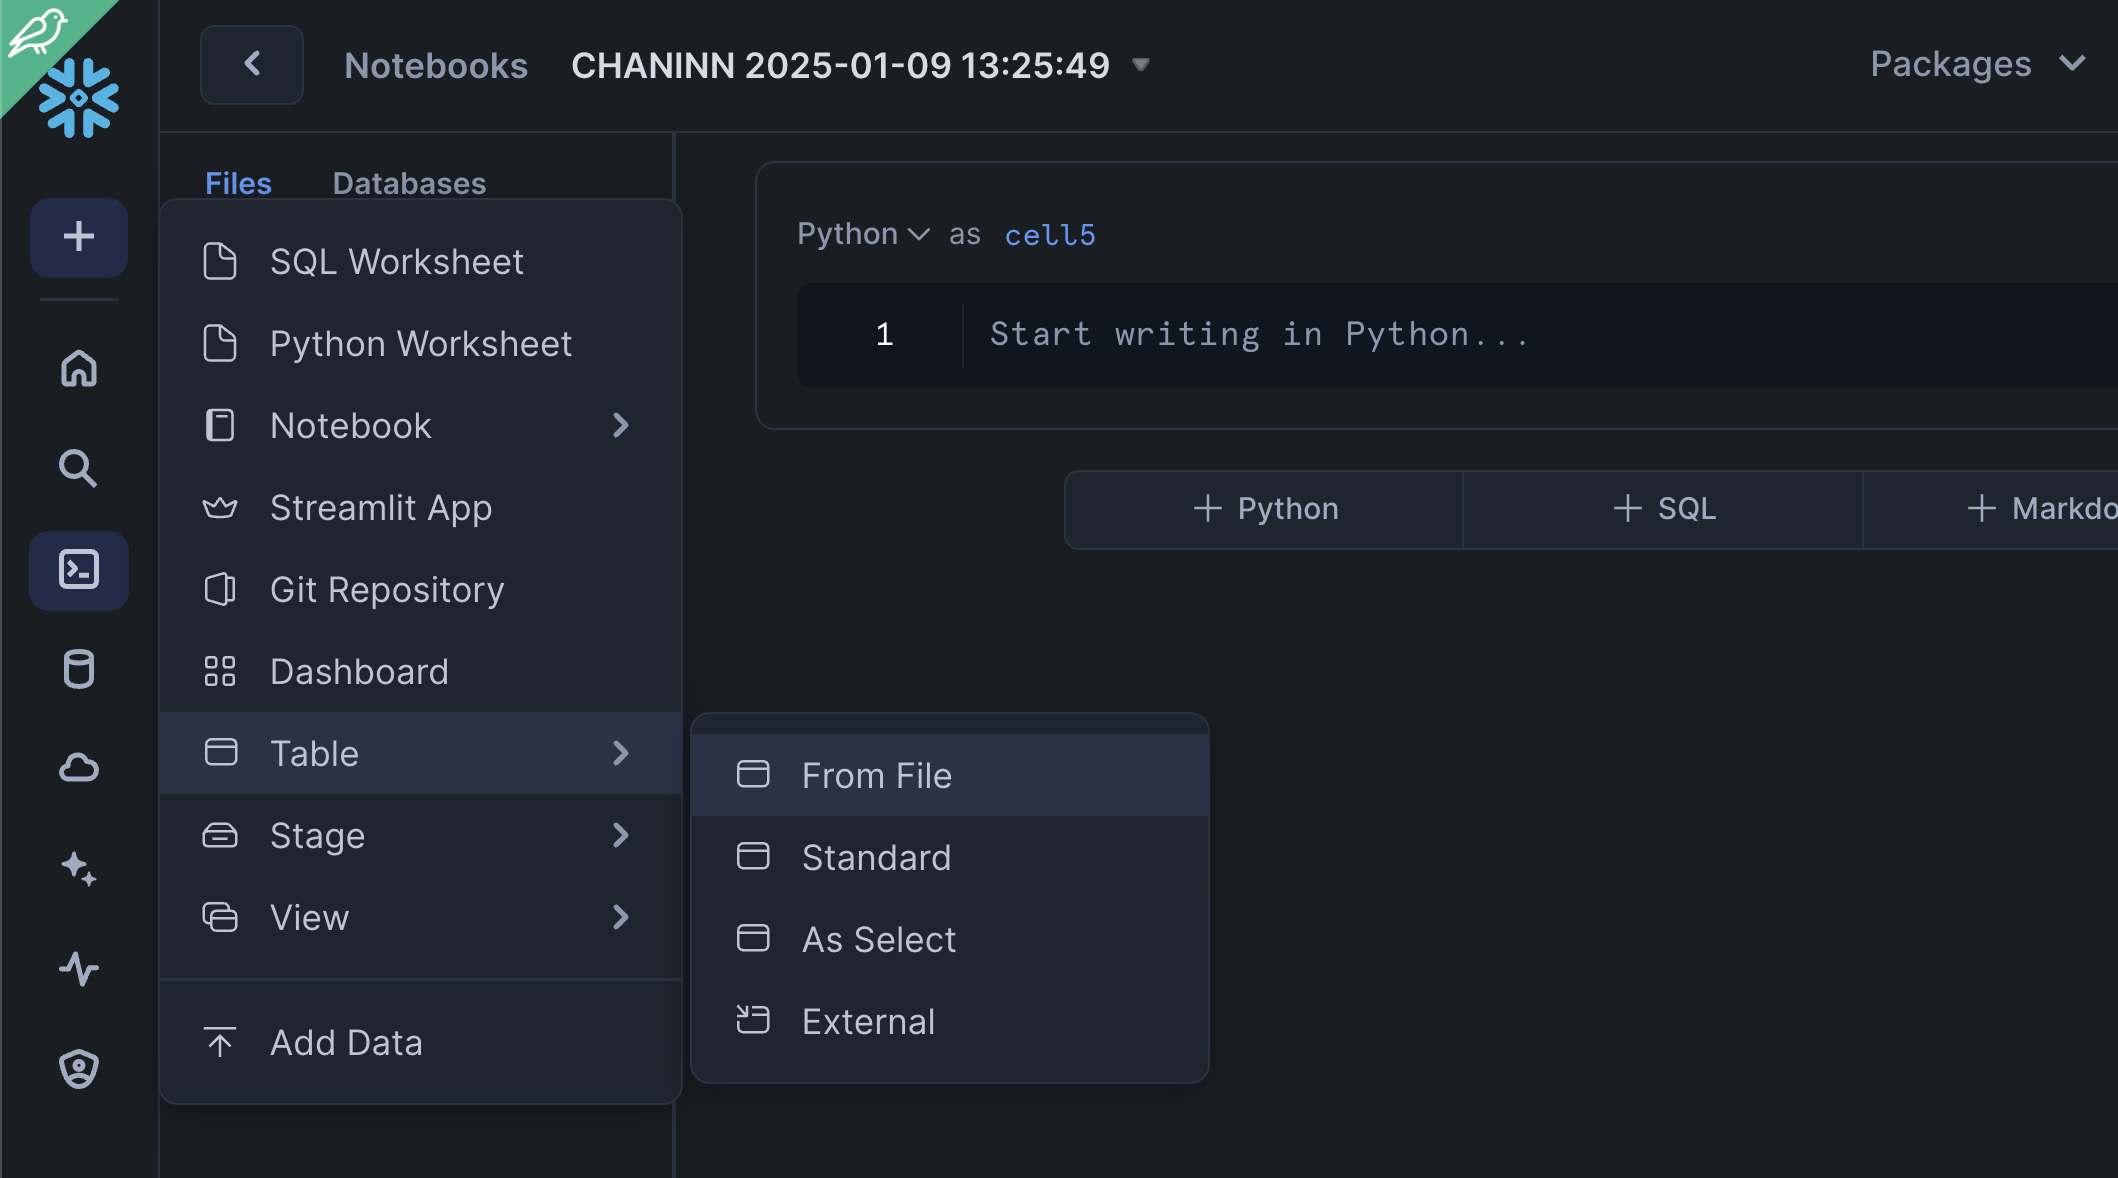 Notebooks CHANINN 2025-01-09 13:25:49
Packages
Files Databases
SQL Worksheet
Python Worksheet
Notebook
Streamlit App
Git Repository
Dashboard
Table
Stage
View
Add Data
From File
Standard
As Select
External
Python as cell5
1 Start writing in Python...
+ Python + SQL + Markdo